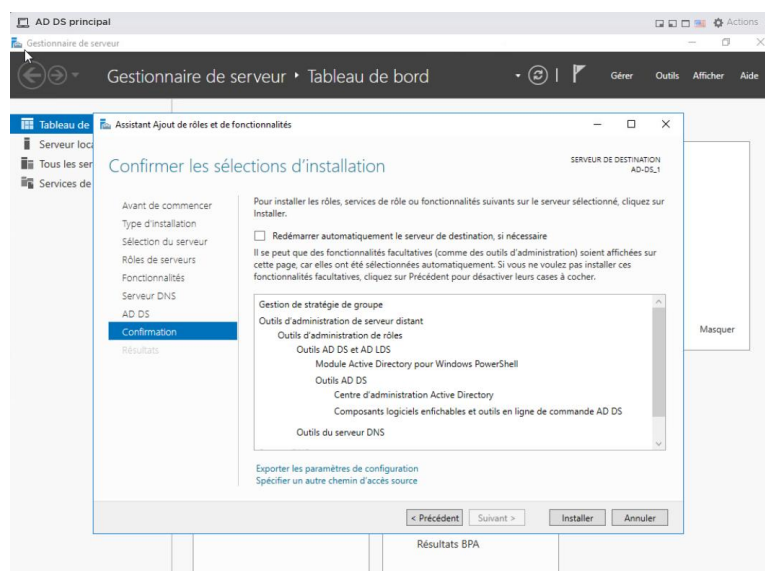 AD DS principal
Actions
Gestionnaire de serveur
Gestionnaire de serveur • Tableau de bord
Gérer Outils Afficher Aide
Tableau de
Serveur loca
Tous les ser
Services de
Assistant Ajout de rôles et de fonctionnalités
Confirmer les sélections d'installation
SERVEUR DE DESTINATION
AD-DS_1
Avant de commencer
Type d'installation
Sélection du serveur
Rôles de serveurs
Fonctionnalités
Serveur DNS
AD DS
Confirmation
Résultats
Pour installer les rôles, services de rôle ou fonctionnalités suivants sur le serveur sélectionné, cliquez sur
Installer.
Redémarrer automatiquement le serveur de destination, si nécessaire
Il se peut que des fonctionnalités facultatives (comme des outils d'administration) soient affichées sur
cette page, car elles ont été sélectionnées automatiquement. Si vous ne voulez pas installer ces
fonctionnalités facultatives, cliquez sur Précédent pour désactiver leurs cases à cocher.
Gestion de stratégie de groupe
Outils d'administration de serveur distant
Outils d'administration de rôles
Outils AD DS et AD LDS
Module Active Directory pour Windows PowerShell
Outils AD DS
Centre d'administration Active Directory
Composants logiciels enfichables et outils en ligne de commande AD DS
Outils du serveur DNS
Exporter les paramètres de configuration
Spécifier un autre chemin d'accès source
< Précédent Suivant > Installer Annuler
Masquer
Résultats BPA